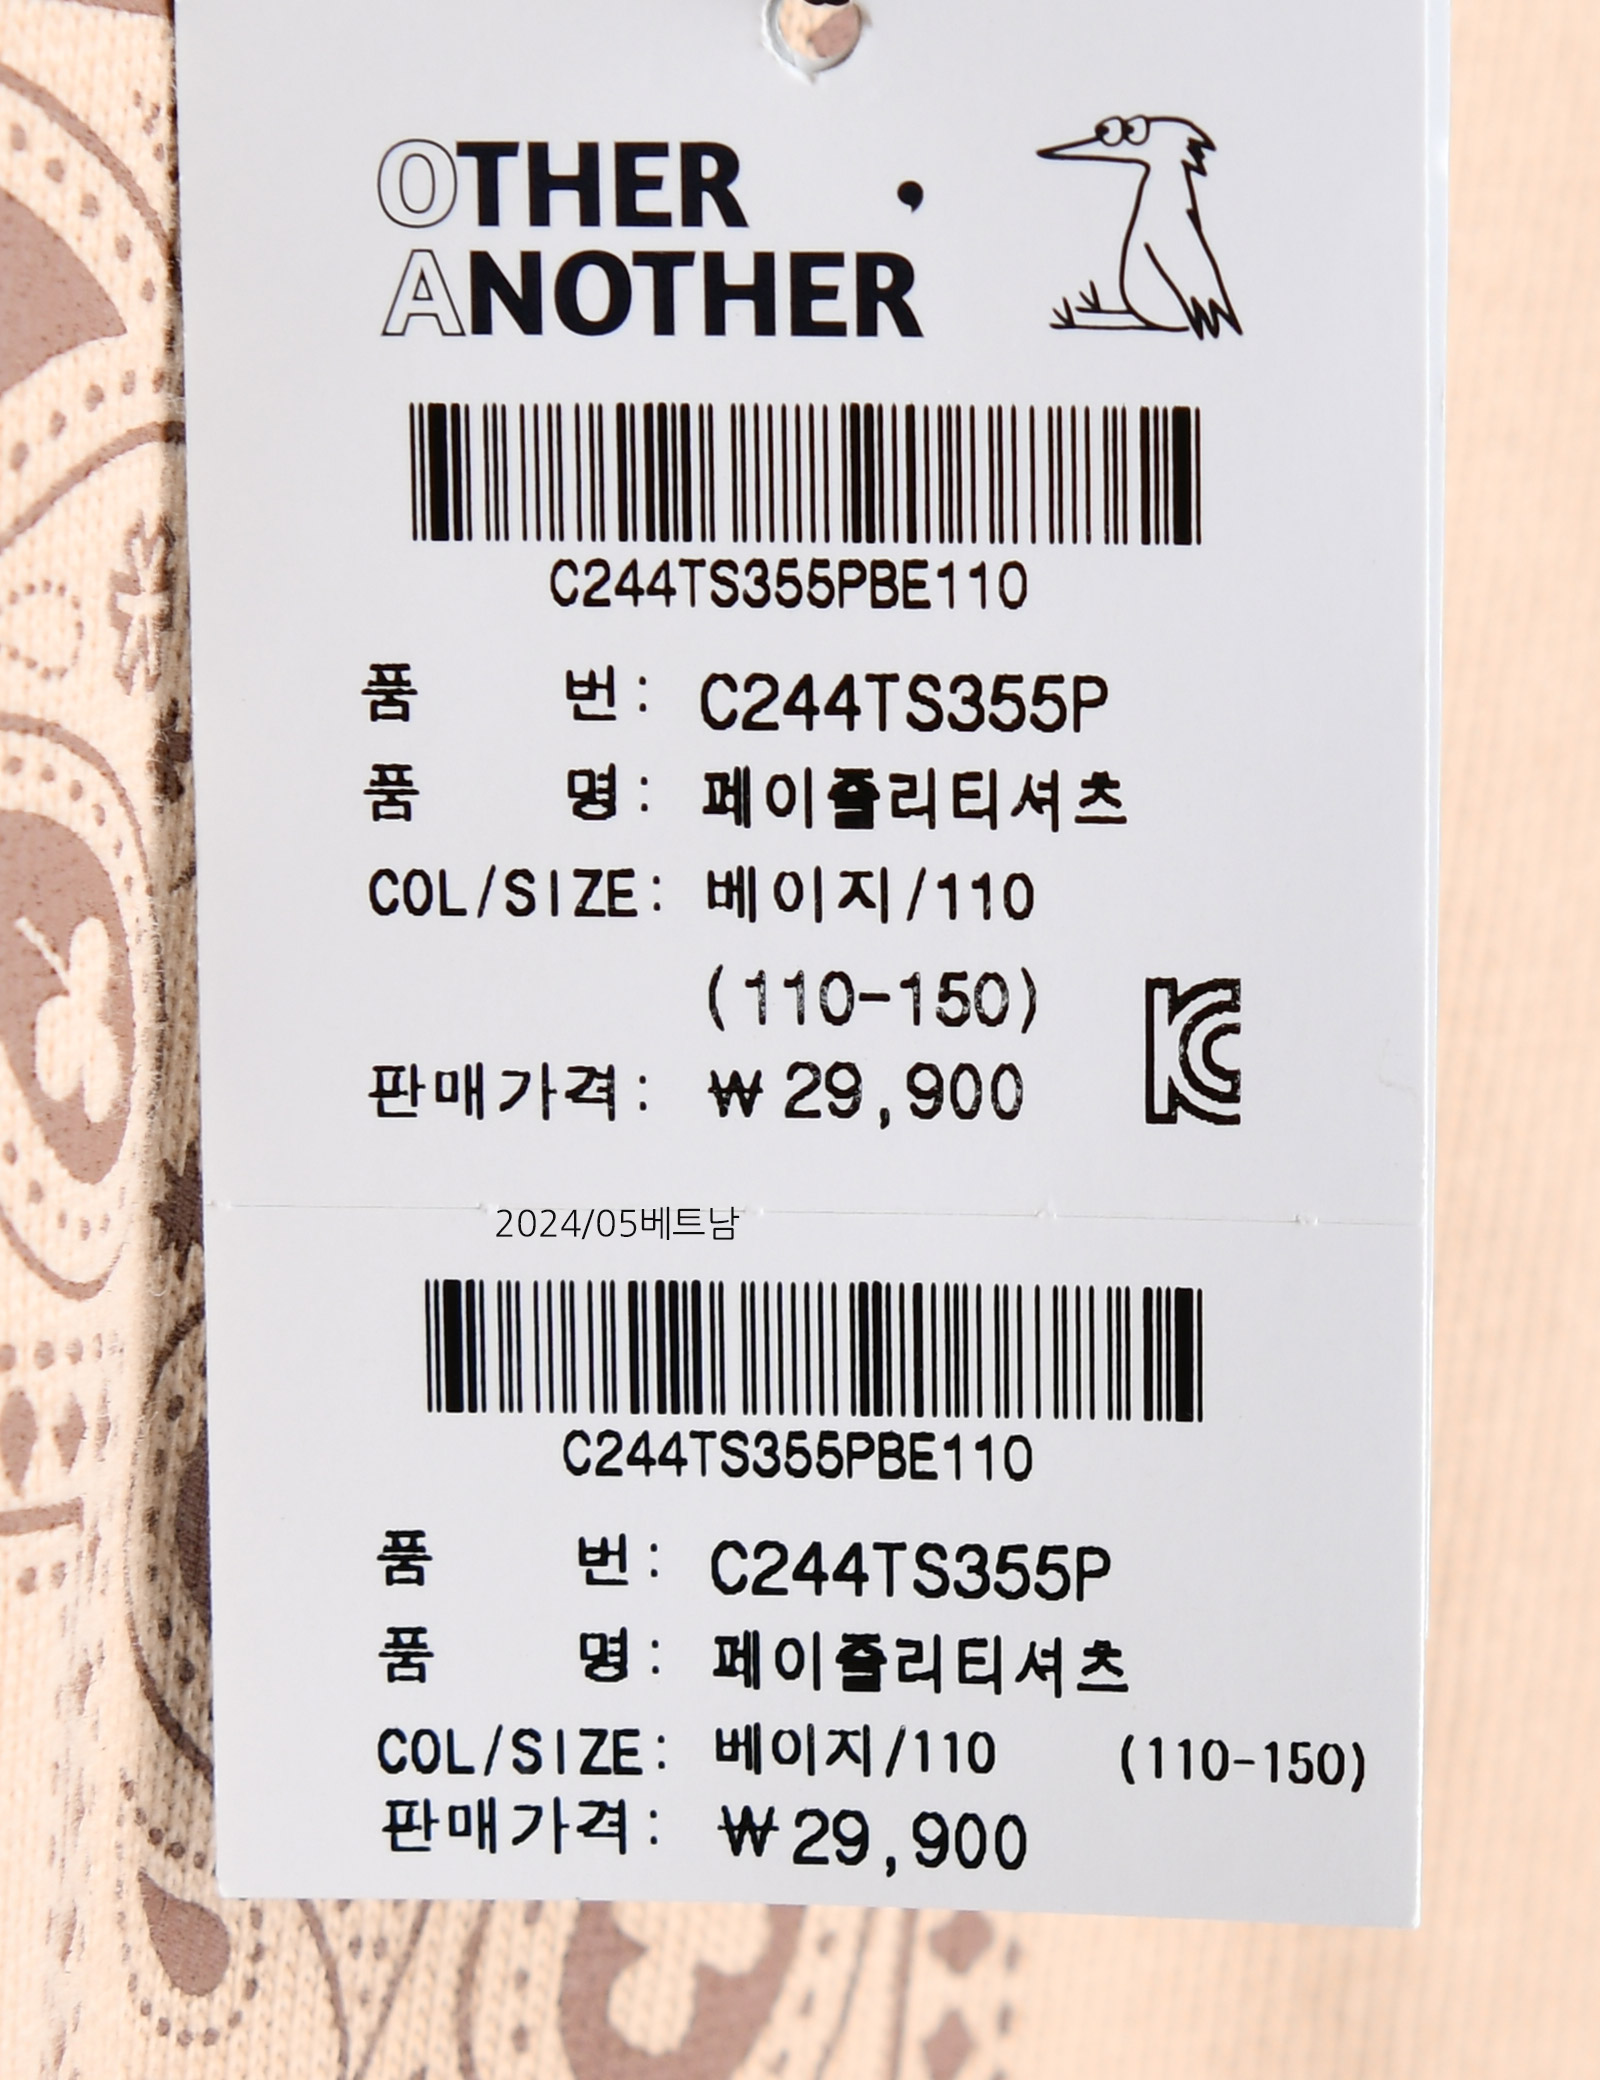 OTHER
ANOTHER
C244TS355PBE110
품 번: C244TS355P
품 명: 페이즐리티셔츠
COL/SIZE: 베이지/110
(110-150)
판매가격: ₩29,900
2024/05베트남
C244TS355PBE110
품 번: C244TS355P
품 명: 페이즐리티셔츠
COL/SIZE: 베이지/110 (110-150)
판매가격: ₩29,900